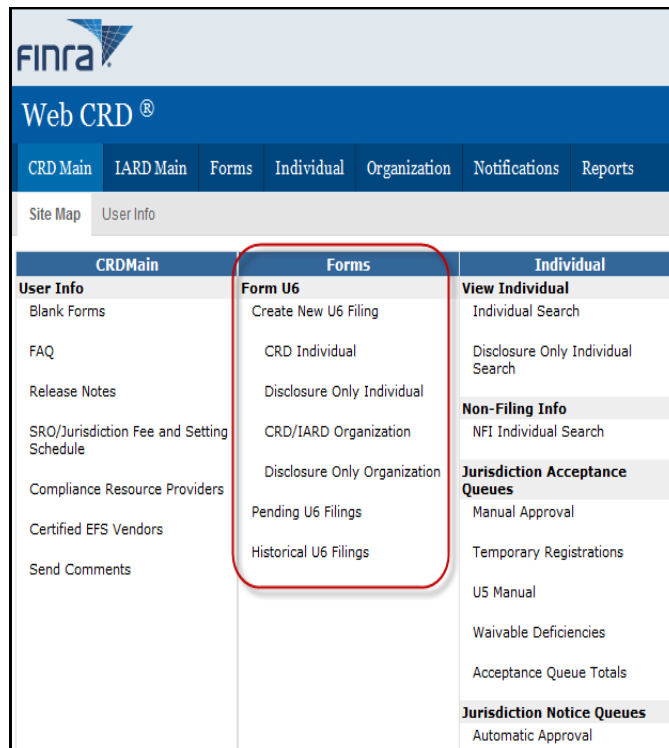 Finra
Web CRD ®
CRD Main IARD Main Forms Individual Organization Notifications Reports
Site Map User Info
CRDMain
User Info
Blank Forms
FAQ
Release Notes
SRO/Jurisdiction Fee and Setting
Schedule
Compliance Resource Providers
Certified EFS Vendors
Send Comments
Forms
Form U6
Create New U6 Filing
CRD Individual
Disclosure Only Individual
CRD/IARD Organization
Disclosure Only Organization
Pending U6 Filings
Historical U6 Filings
Individual
View Individual
Individual Search
Disclosure Only Individual
Search
Non-Filing Info
NFI Individual Search
Jurisdiction Acceptance
Queues
Manual Approval
Temporary Registrations
U5 Manual
Waivable Deficiencies
Acceptance Queue Totals
Jurisdiction Notice Queues
Automatic Approval